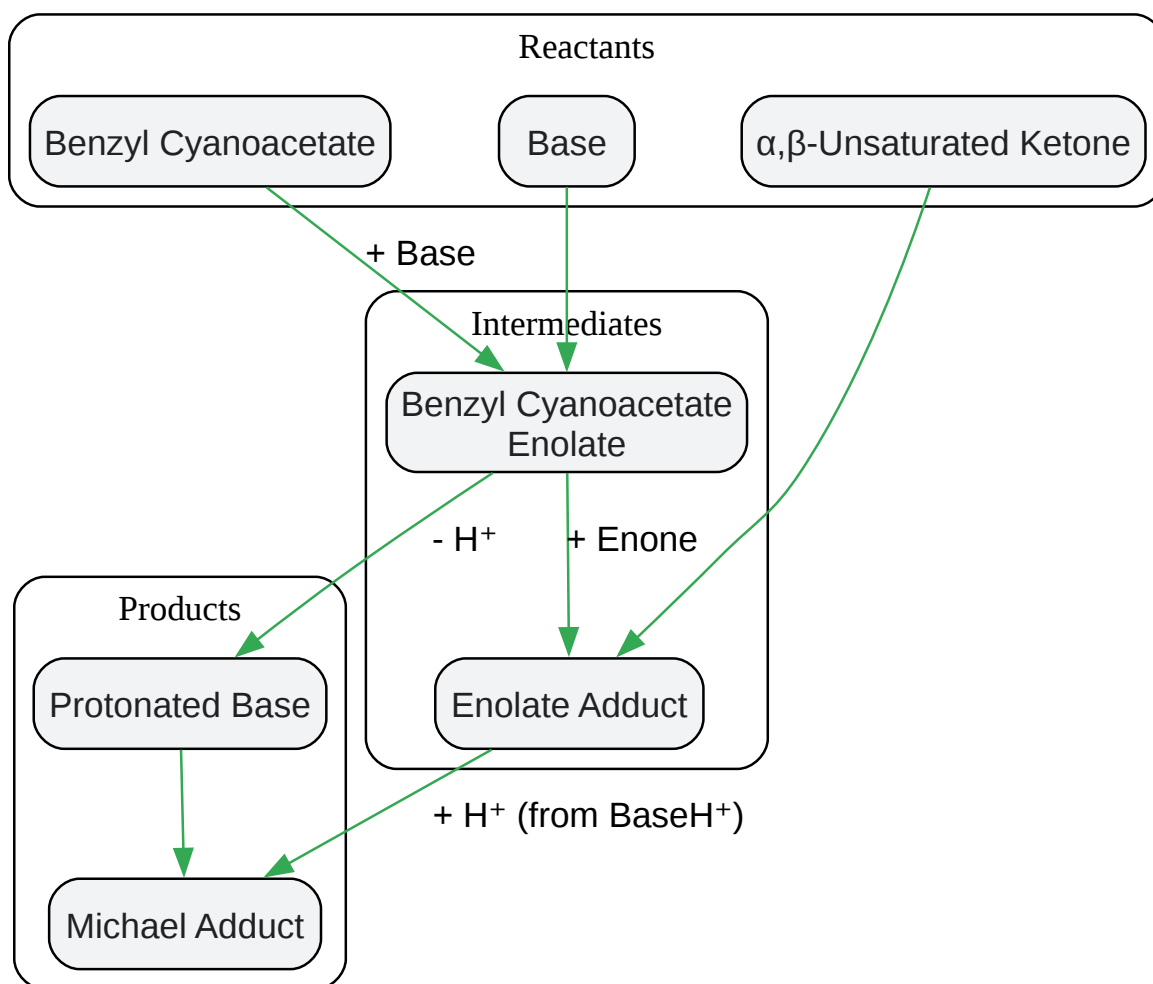 Reactants
Benzyl Cyanoacetate
Base
α,β-Unsaturated Ketone
+ Base
Intermediates
Benzyl Cyanoacetate
Enolate
- H⁺
+ Enone
Products
Protonated Base
Enolate Adduct
+ H⁺ (from BaseH⁺)
Michael Adduct